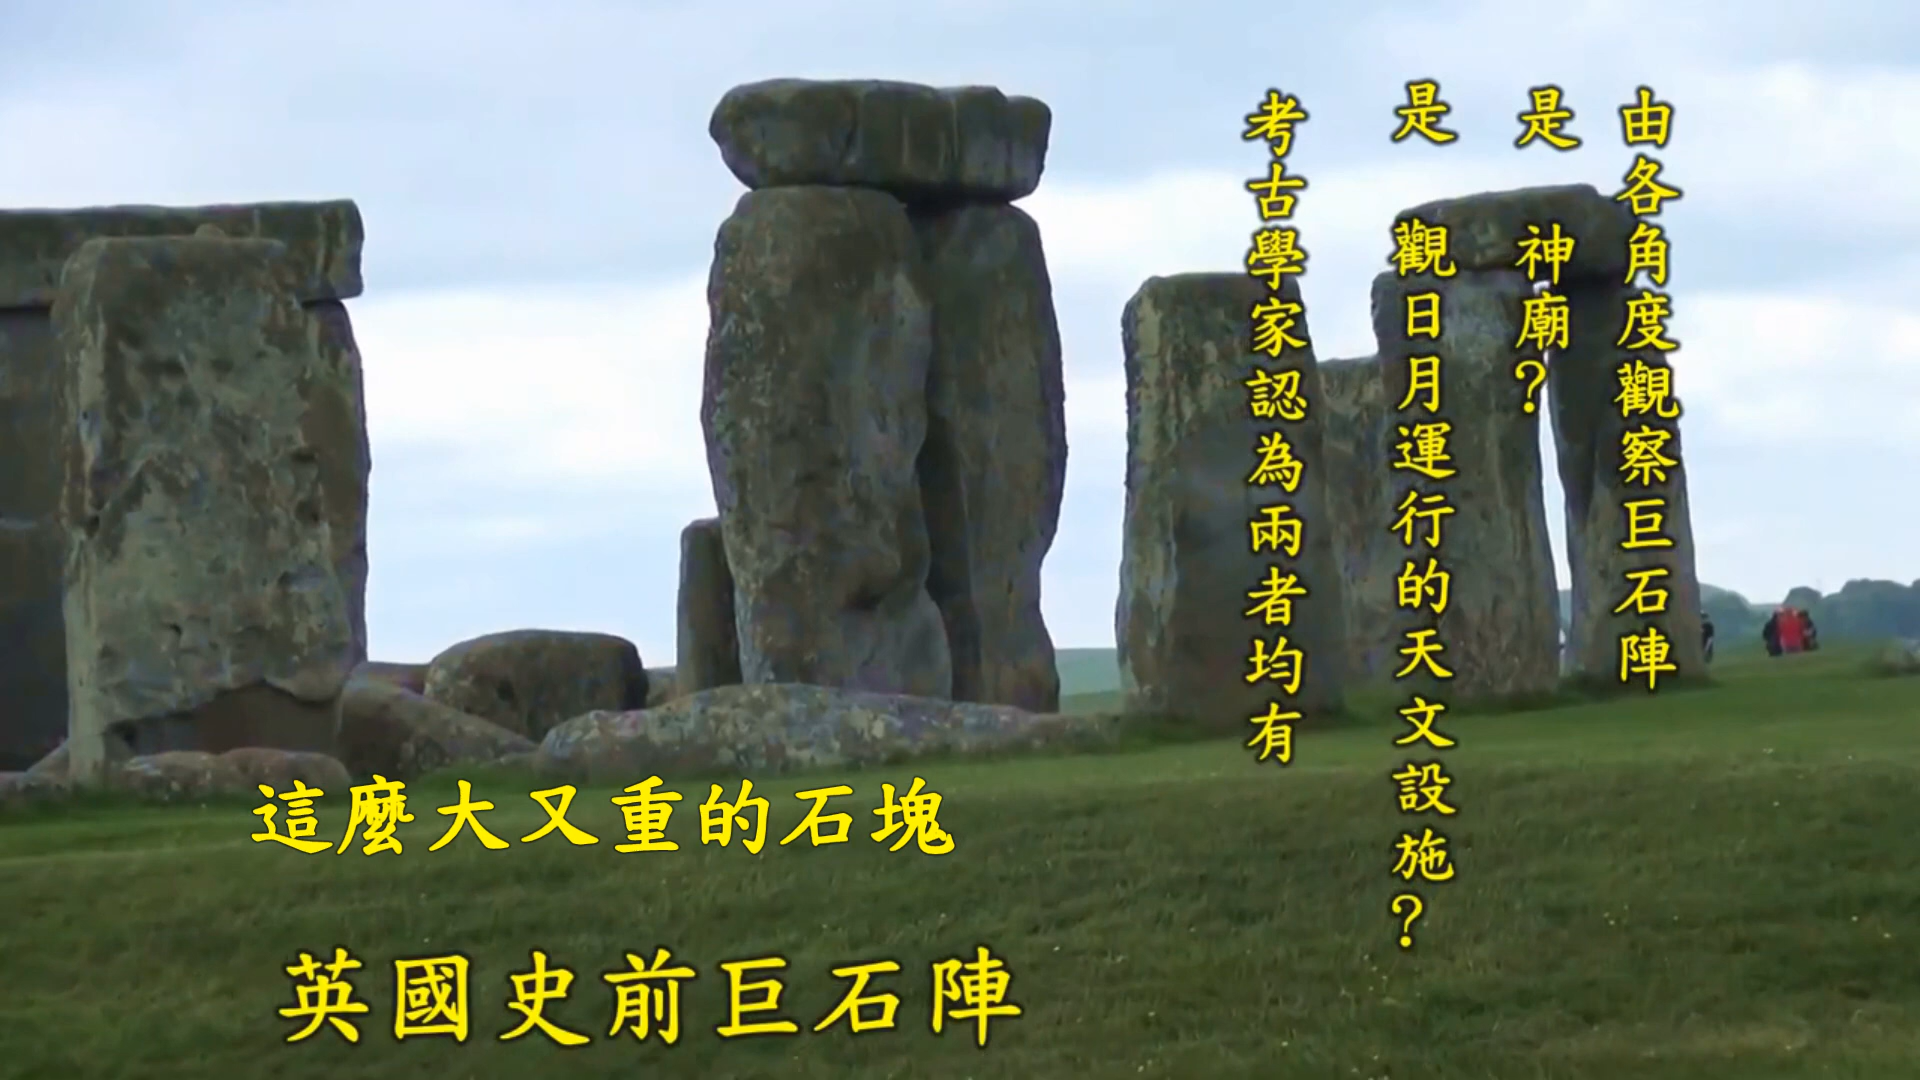 由各角度觀察巨石陣
是 神廟？
是 觀日月運行的天文設施？
考古學家認為兩者均有
這麼大又重的石塊
英國史前巨石陣